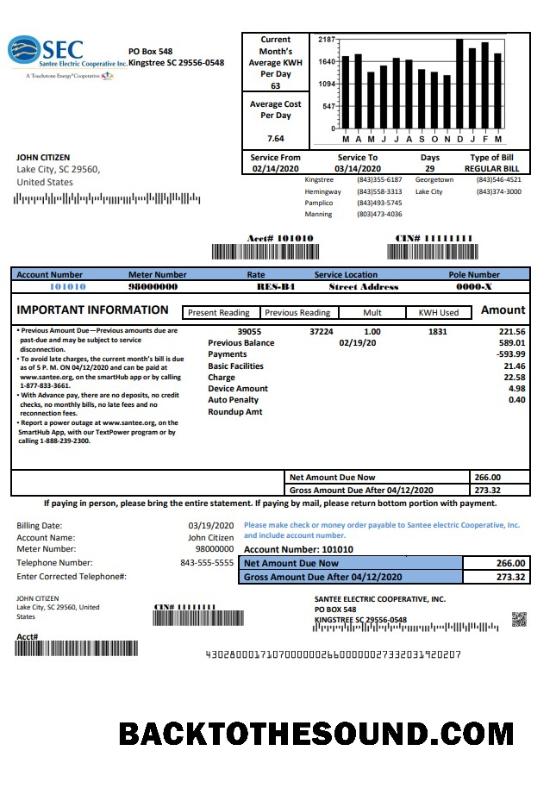 SEC
Santee Electric Cooperative Inc.
A Touchstone Energy® Cooperative
PO Box 548
Kingstree SC 29556-0548
Current
Month's
Average KWH
Per Day
63
Average Cost
Per Day
7.64
2187
1640
1094
547
0
M A M J J A S O N D J F M
Service From Service To Days Type of Bill
02/14/2020 03/14/2020 29 REGULAR BILL
Kingstree (843)355-6187 Georgetown (843)546-4521
Hemingway (843)558-3313 Lake City (843)374-3000
Pamplico (843)493-5745
Manning (803)473-4036
JOHN CITIZEN
Lake City, SC 29560,
United States
Acct# 101010 CIN# 11111111
Account Number Meter Number Rate Service Location Pole Number
101010 98000000 RES-B4 Street Address 0000-X
IMPORTANT INFORMATION Present Reading Previous Reading Mult KWH Used Amount
• Previous Amount Due—Previous amounts due are
past-due and may be subject to service
disconnection.
• To avoid late charges, the current month's bill is due
as of 5 P. M. ON 04/12/2020 and can be paid at
www.santee.org, on the smartHub app or by calling
1-877-833-3661.
• With Advance pay, there are no deposits, no credit
checks, no monthly bills, no late fees and no
reconnection fees.
• Report a power outage at www.santee.org, on the
SmartHub App, with our TextPower program or by
calling 1-888-239-2300.
39055 37224 1.00 1831 221.56
Previous Balance 02/19/20 589.01
Payments -593.99
Basic Facilities 21.46
Charge 22.58
Device Amount 4.98
Auto Penalty 0.40
Roundup Amt
Net Amount Due Now 266.00
Gross Amount Due After 04/12/2020 273.32
If paying in person, please bring the entire statement. If paying by mail, please return bottom portion with payment.
Billing Date: 03/19/2020
Account Name: John Citizen
Meter Number: 98000000
Telephone Number: 843-555-5555
Enter Corrected Telephone#:
Please make check or money order payable to Santee electric Cooperative, Inc.
and include account number.
Account Number: 101010
Net Amount Due Now 266.00
Gross Amount Due After 04/12/2020 273.32
JOHN CITIZEN
Lake City, SC 29560, United
States
CIN# 11111111
SANTEE ELECTRIC COOPERATIVE, INC.
PO BOX 548
KINGSTREE SC 29556-0548
Acct#
BACKTOTHESOUND.COM